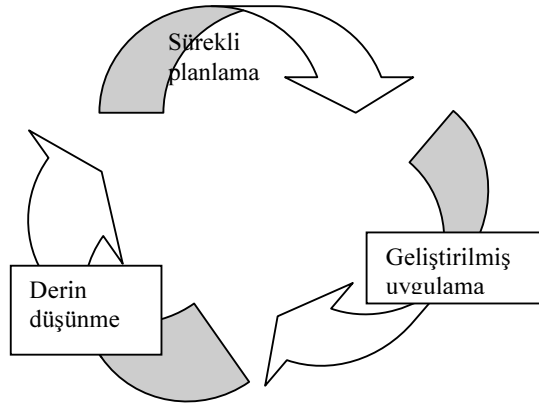 Sürekli
planlama
Geliştirilmiş
uygulama
Derin
düşünme